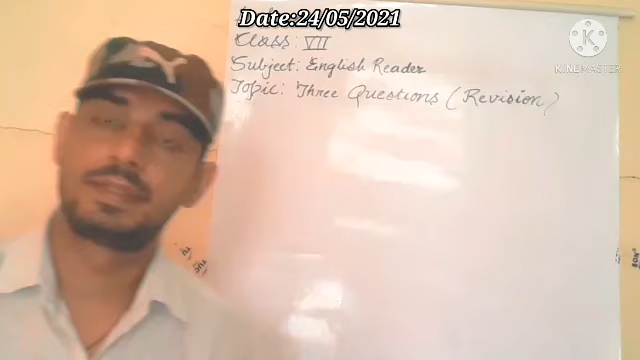 Date:24/05/2021
Class: VII
Subject: English Reader
Topic: Three Questions (Revision)
KINEMASTER